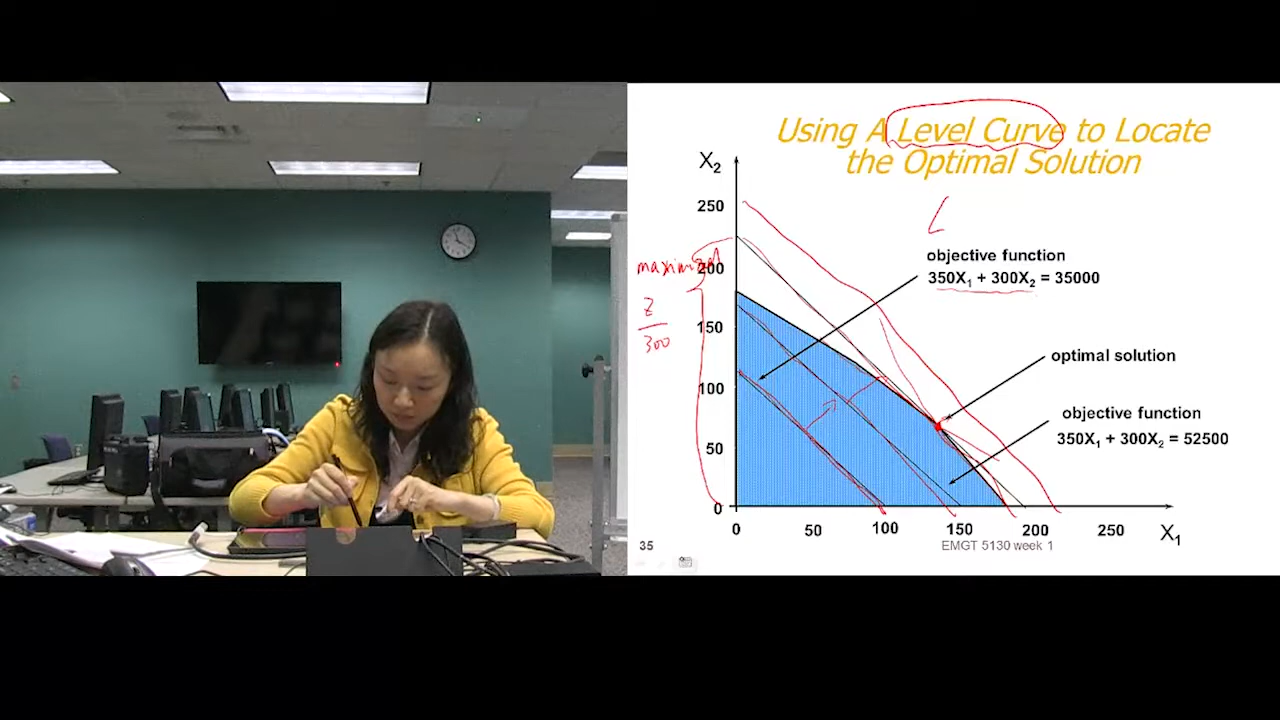 Using A Level Curve to Locate
the Optimal Solution
X₂
250
200
150
100
50
0
maximize
Z
300
objective function
350X₁ + 300X₂ = 35000
optimal solution
objective function
350X₁ + 300X₂ = 52500
0 50 100 150 200 250
X₁
35
EMGT 5130 week 1